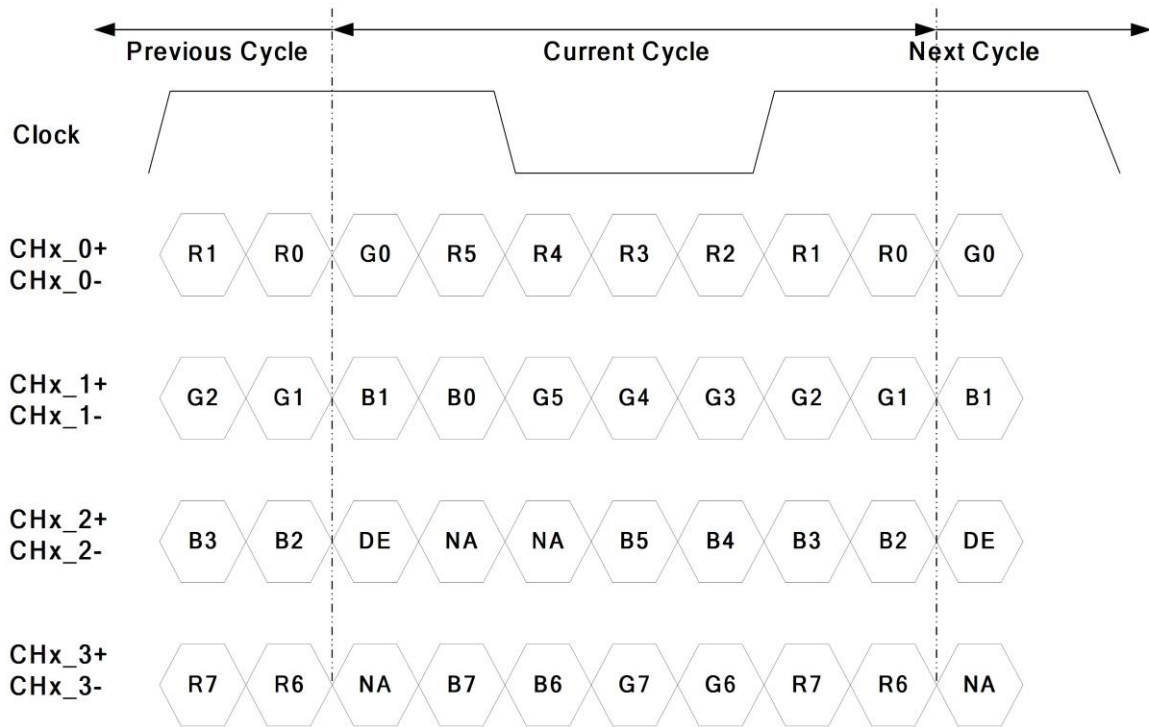 Previous Cycle Current Cycle Next Cycle
Clock
CHx_0+
CHx_0-
R1 R0 G0 R5 R4 R3 R2 R1 R0 G0
CHx_1+
CHx_1-
G2 G1 B1 B0 G5 G4 G3 G2 G1 B1
CHx_2+
CHx_2-
B3 B2 DE NA NA B5 B4 B3 B2 DE
CHx_3+
CHx_3-
R7 R6 NA B7 B6 G7 G6 R7 R6 NA